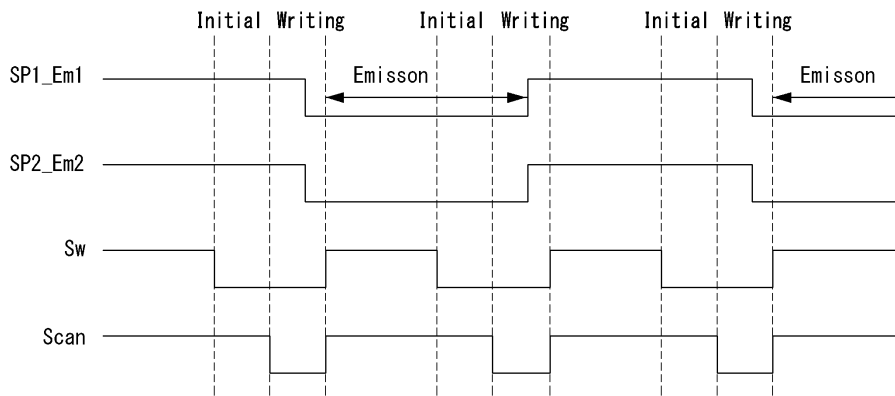 Initial Writing Initial Writing Initial Writing
SP1_Em1 Emisson Emisson
SP2_Em2
Sw
Scan